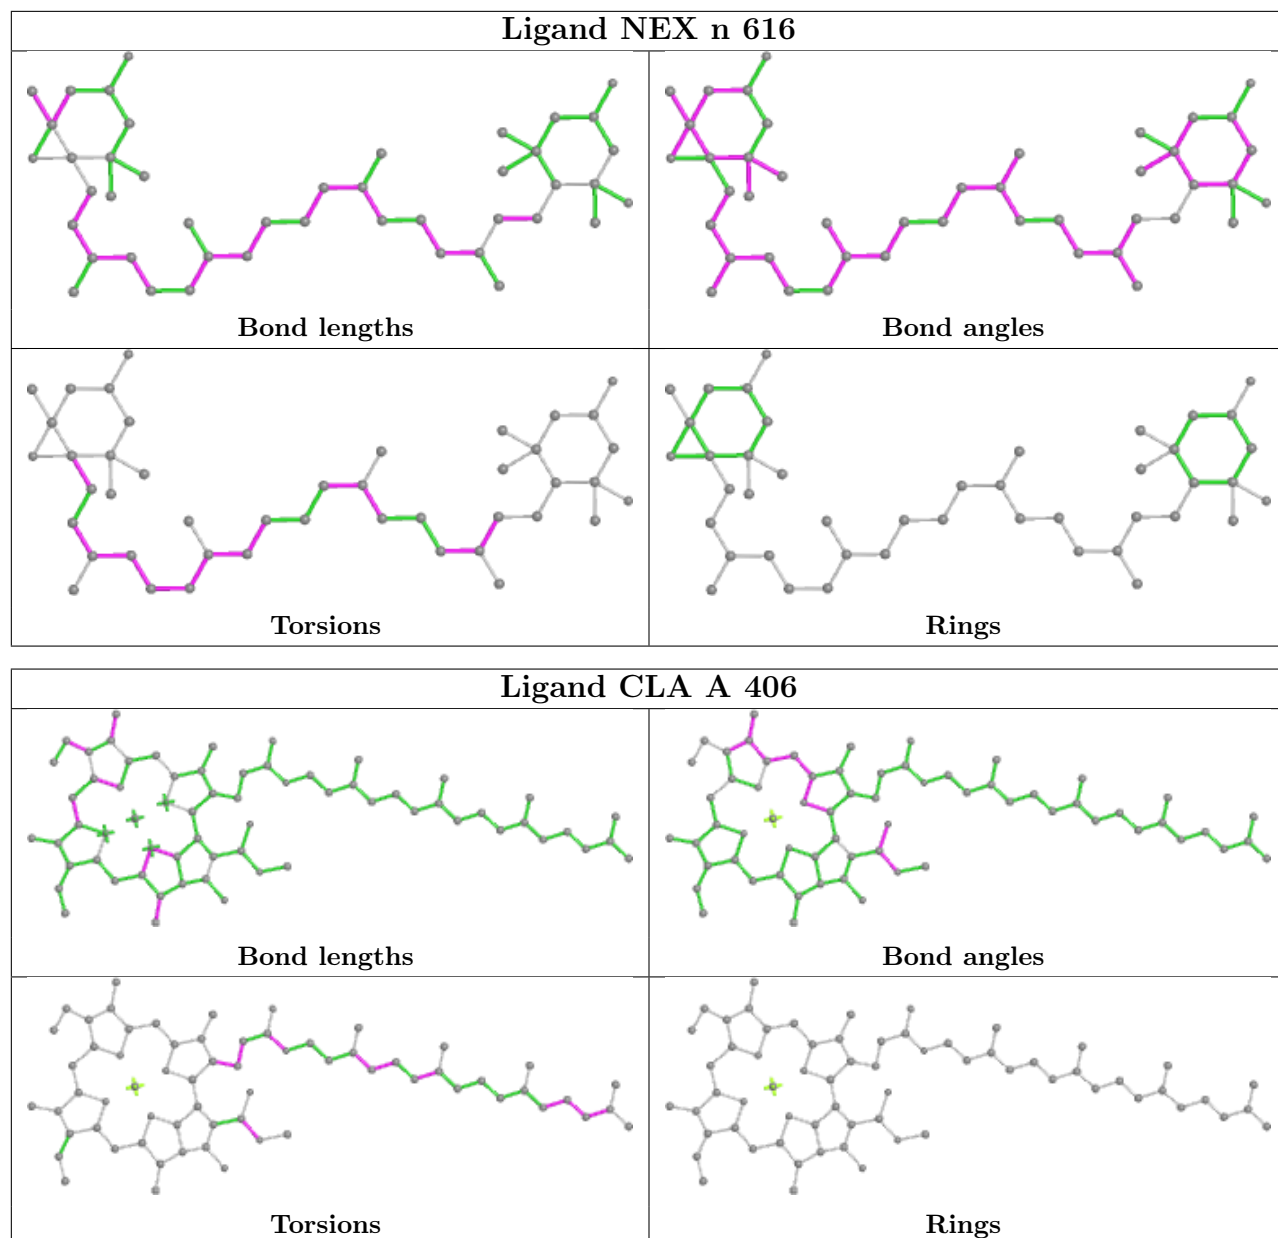 Ligand NEX n 616
Bond lengths
Bond angles
Torsions
Rings
Ligand CLA A 406
Bond lengths
Bond angles
Torsions
Rings